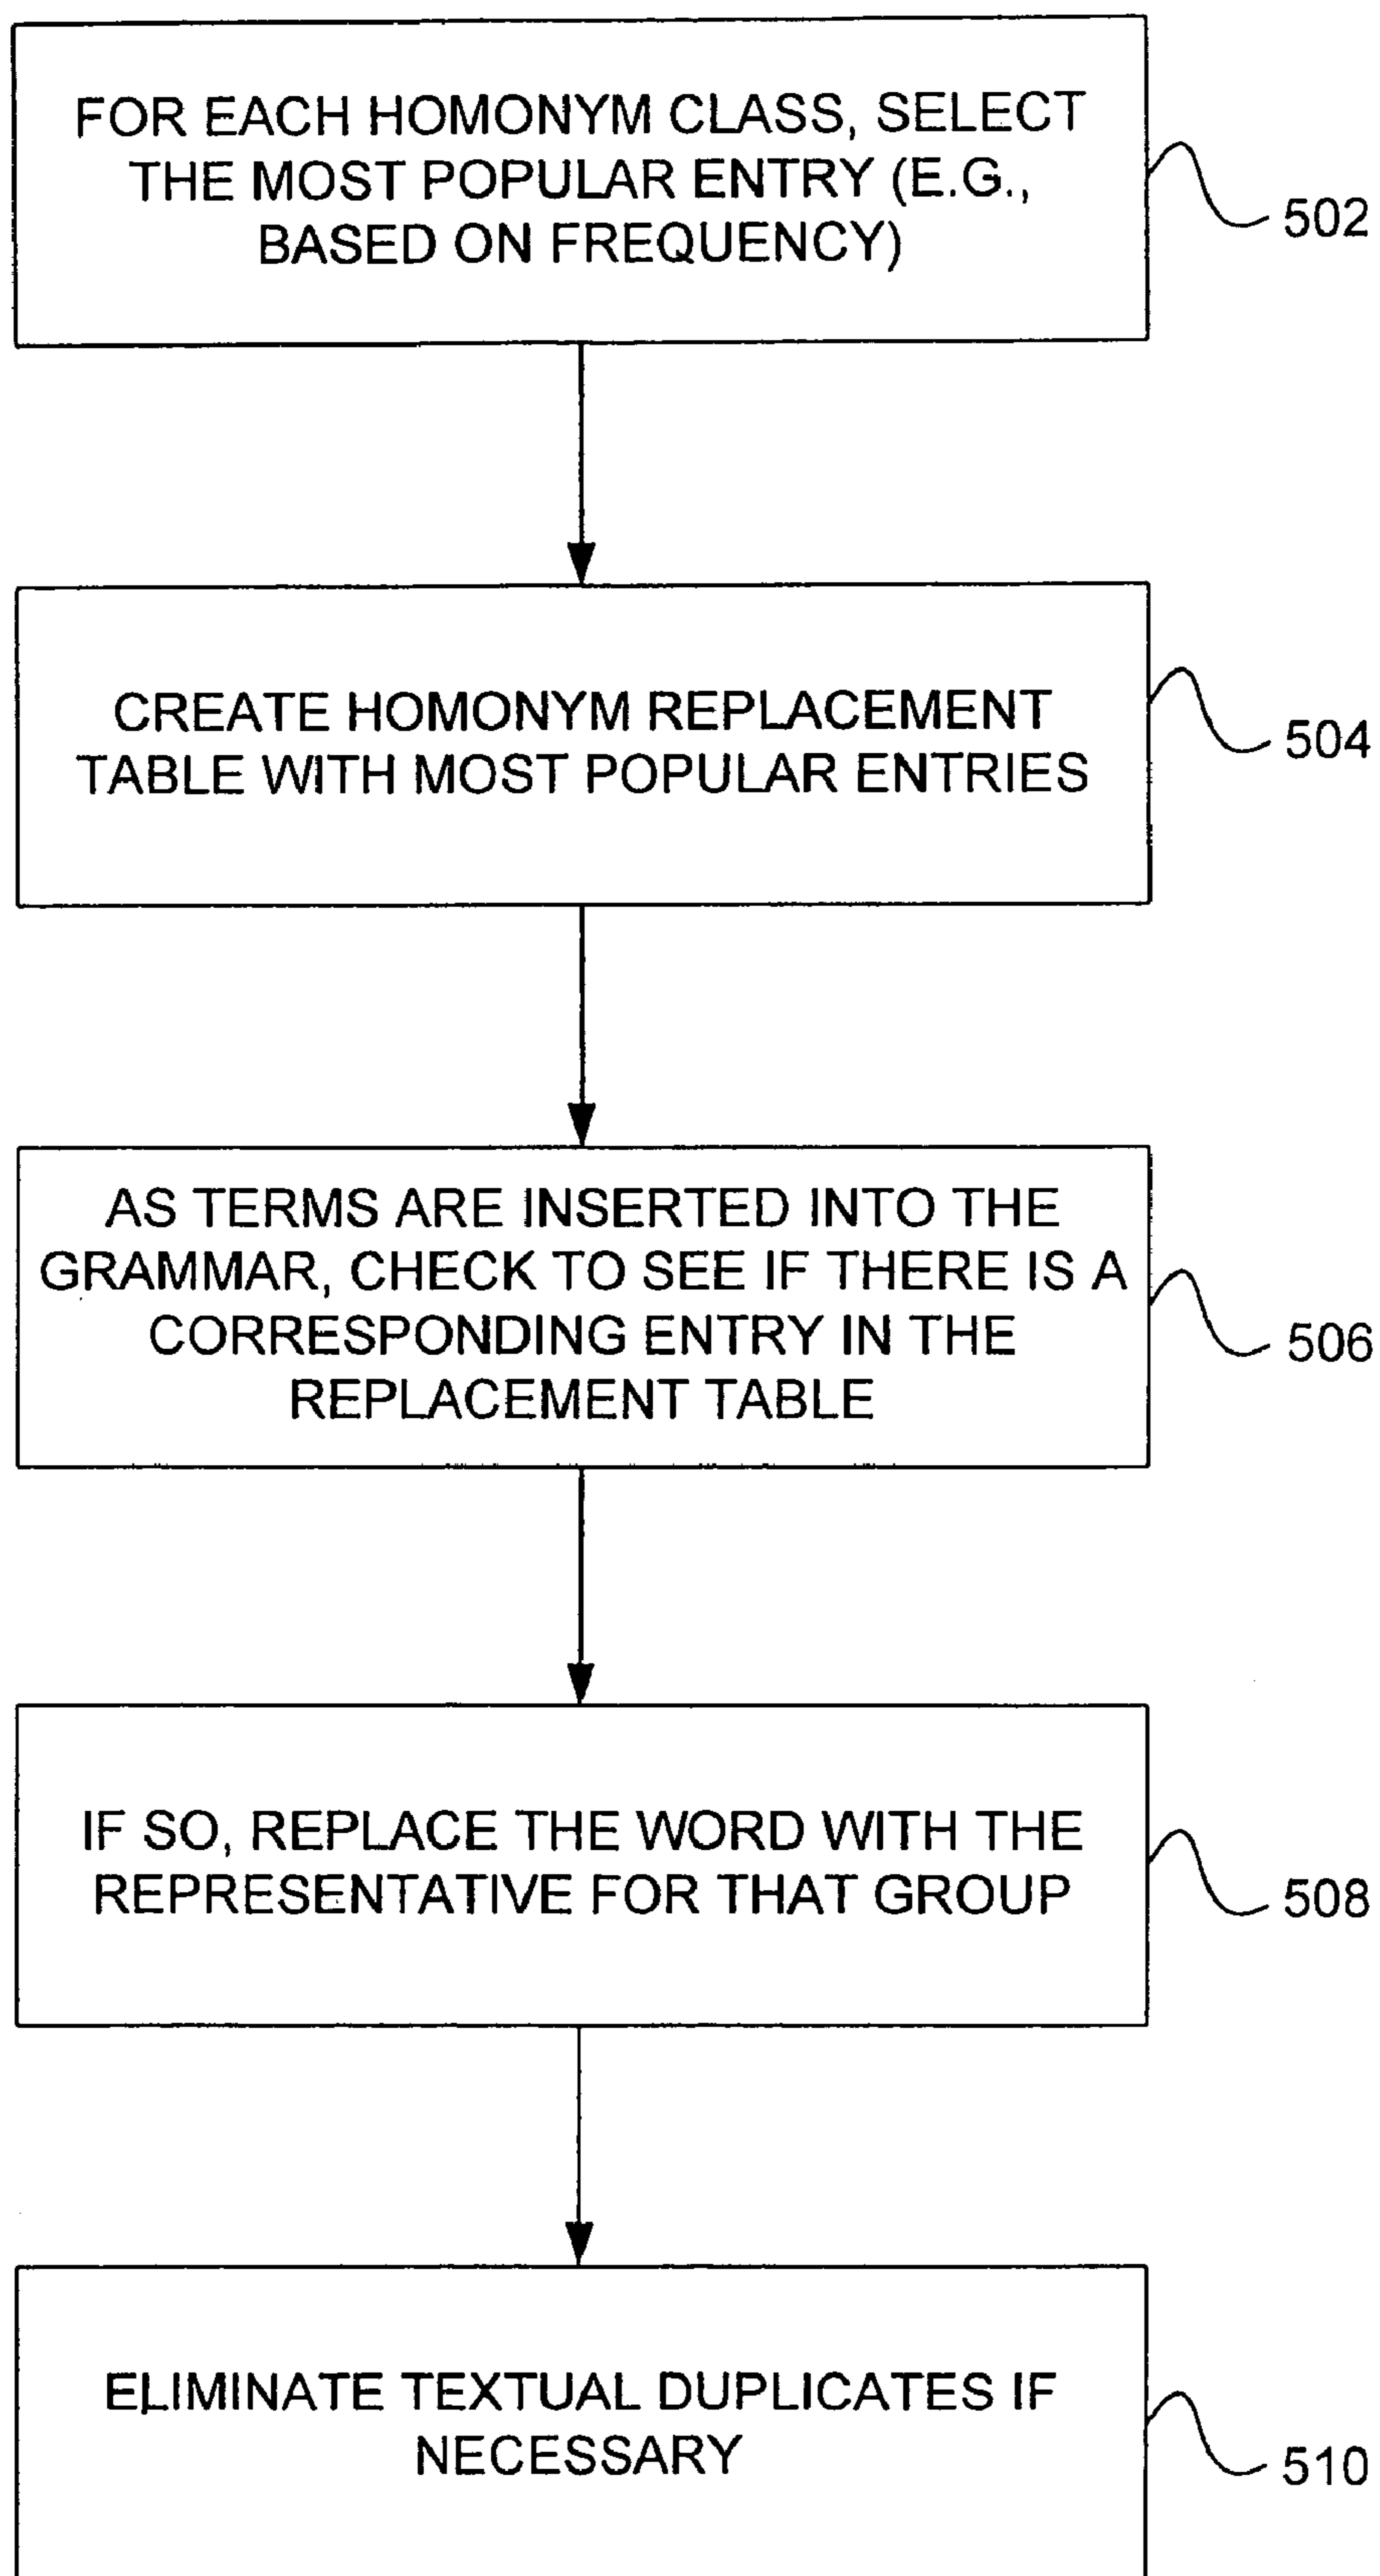 FOR EACH HOMONYM CLASS, SELECT
THE MOST POPULAR ENTRY (E.G.,
BASED ON FREQUENCY)
502
CREATE HOMONYM REPLACEMENT
TABLE WITH MOST POPULAR ENTRIES
504
AS TERMS ARE INSERTED INTO THE
GRAMMAR, CHECK TO SEE IF THERE IS A
CORRESPONDING ENTRY IN THE
REPLACEMENT TABLE
506
IF SO, REPLACE THE WORD WITH THE
REPRESENTATIVE FOR THAT GROUP
508
ELIMINATE TEXTUAL DUPLICATES IF
NECESSARY
510